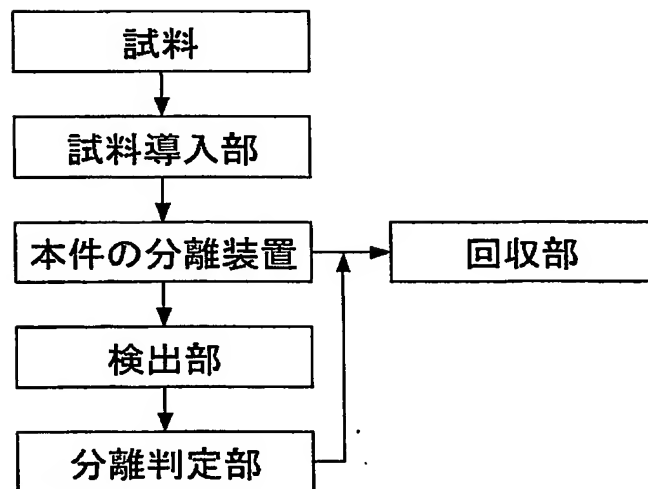 試料
試料導入部
本件の分離装置
回収部
検出部
分離判定部